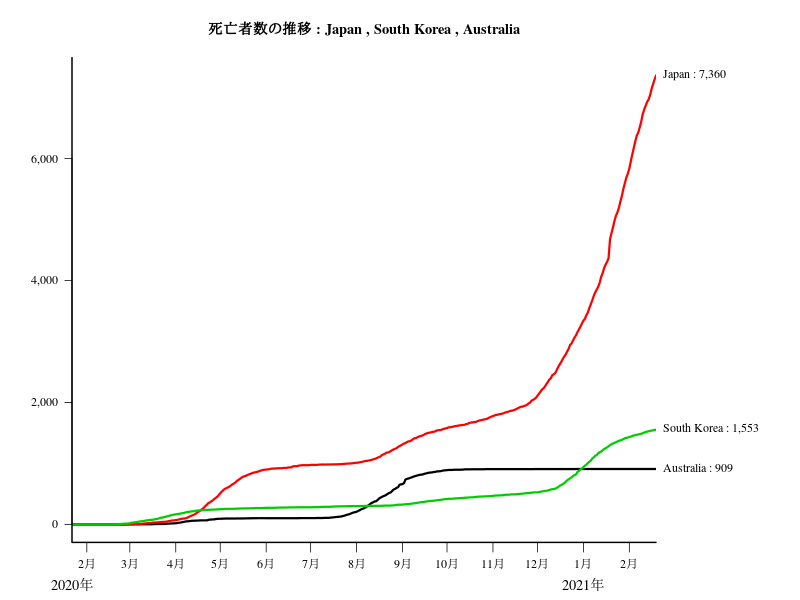 死亡者数の推移 : Japan , South Korea , Australia
Japan : 7,360
6,000
4,000
2,000
South Korea : 1,553
Australia : 909
0
2月 3月 4月 5月 6月 7月 8月 9月 10月 11月 12月 1月 2月
2020年 2021年